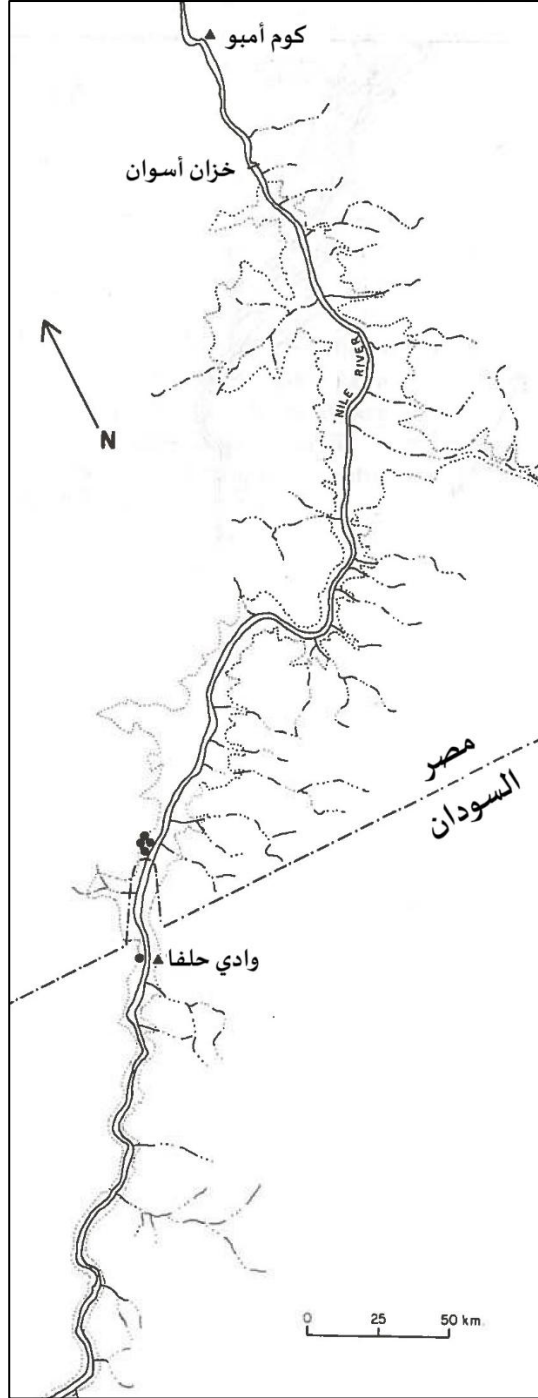 كوم أمبو
خزان أسوان
NILE RIVER
N
مصر
السودان
وادي حلفا
0 25 50 km.